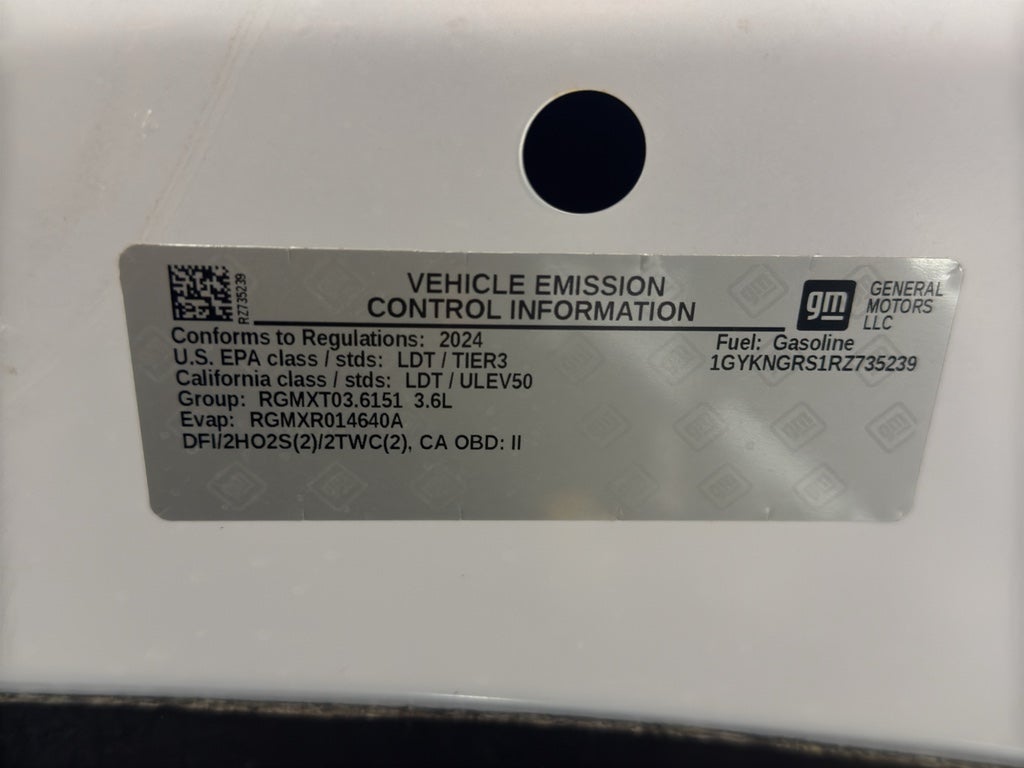 RZ735239
VEHICLE EMISSION
CONTROL INFORMATION
gm
GENERAL
MOTORS
LLC
Conforms to Regulations: 2024
U.S. EPA class / stds: LDT / TIER3
California class / stds: LDT / ULEV50
Group: RGMXT03.6151 3.6L
Evap: RGMXR014640A
DFI/2HO2S(2)/2TWC(2), CA OBD: II
Fuel: Gasoline
1GYKNGRS1RZ735239